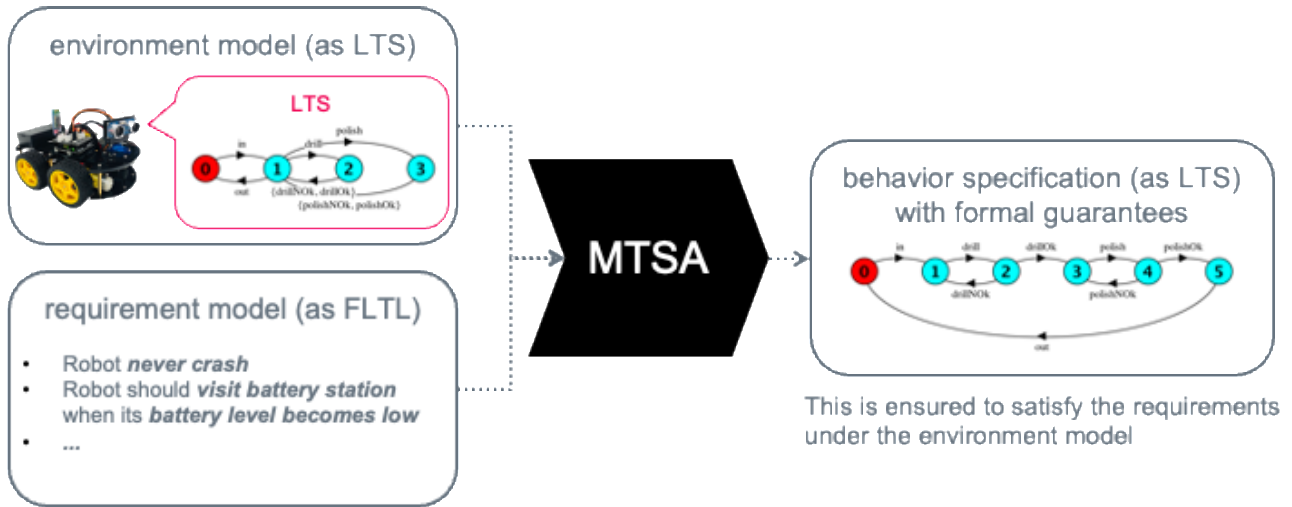 environment model (as LTS)
LTS
polish
in
drill
0
1
2
3
out
{drillNOk, drillOk}
{polishNOk, polishOk}
requirement model (as FLTL)
• Robot never crash
• Robot should visit battery station
when its battery level becomes low
• ...
MTSA
behavior specification (as LTS)
with formal guarantees
in
drill
drillOk
polish
polishOk
0
1
2
3
4
5
drillNOk
polishNOk
out
This is ensured to satisfy the requirements
under the environment model